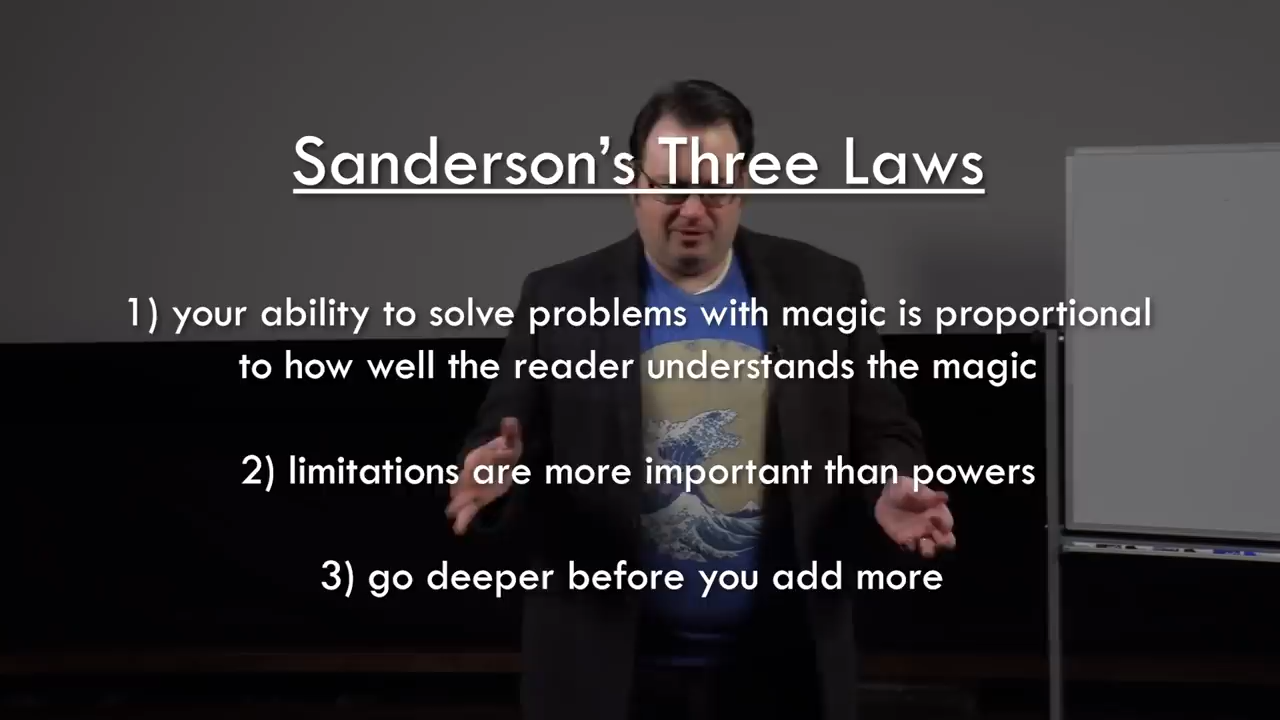 Sanderson's Three Laws
1) your ability to solve problems with magic is proportional
to how well the reader understands the magic
2) limitations are more important than powers
3) go deeper before you add more